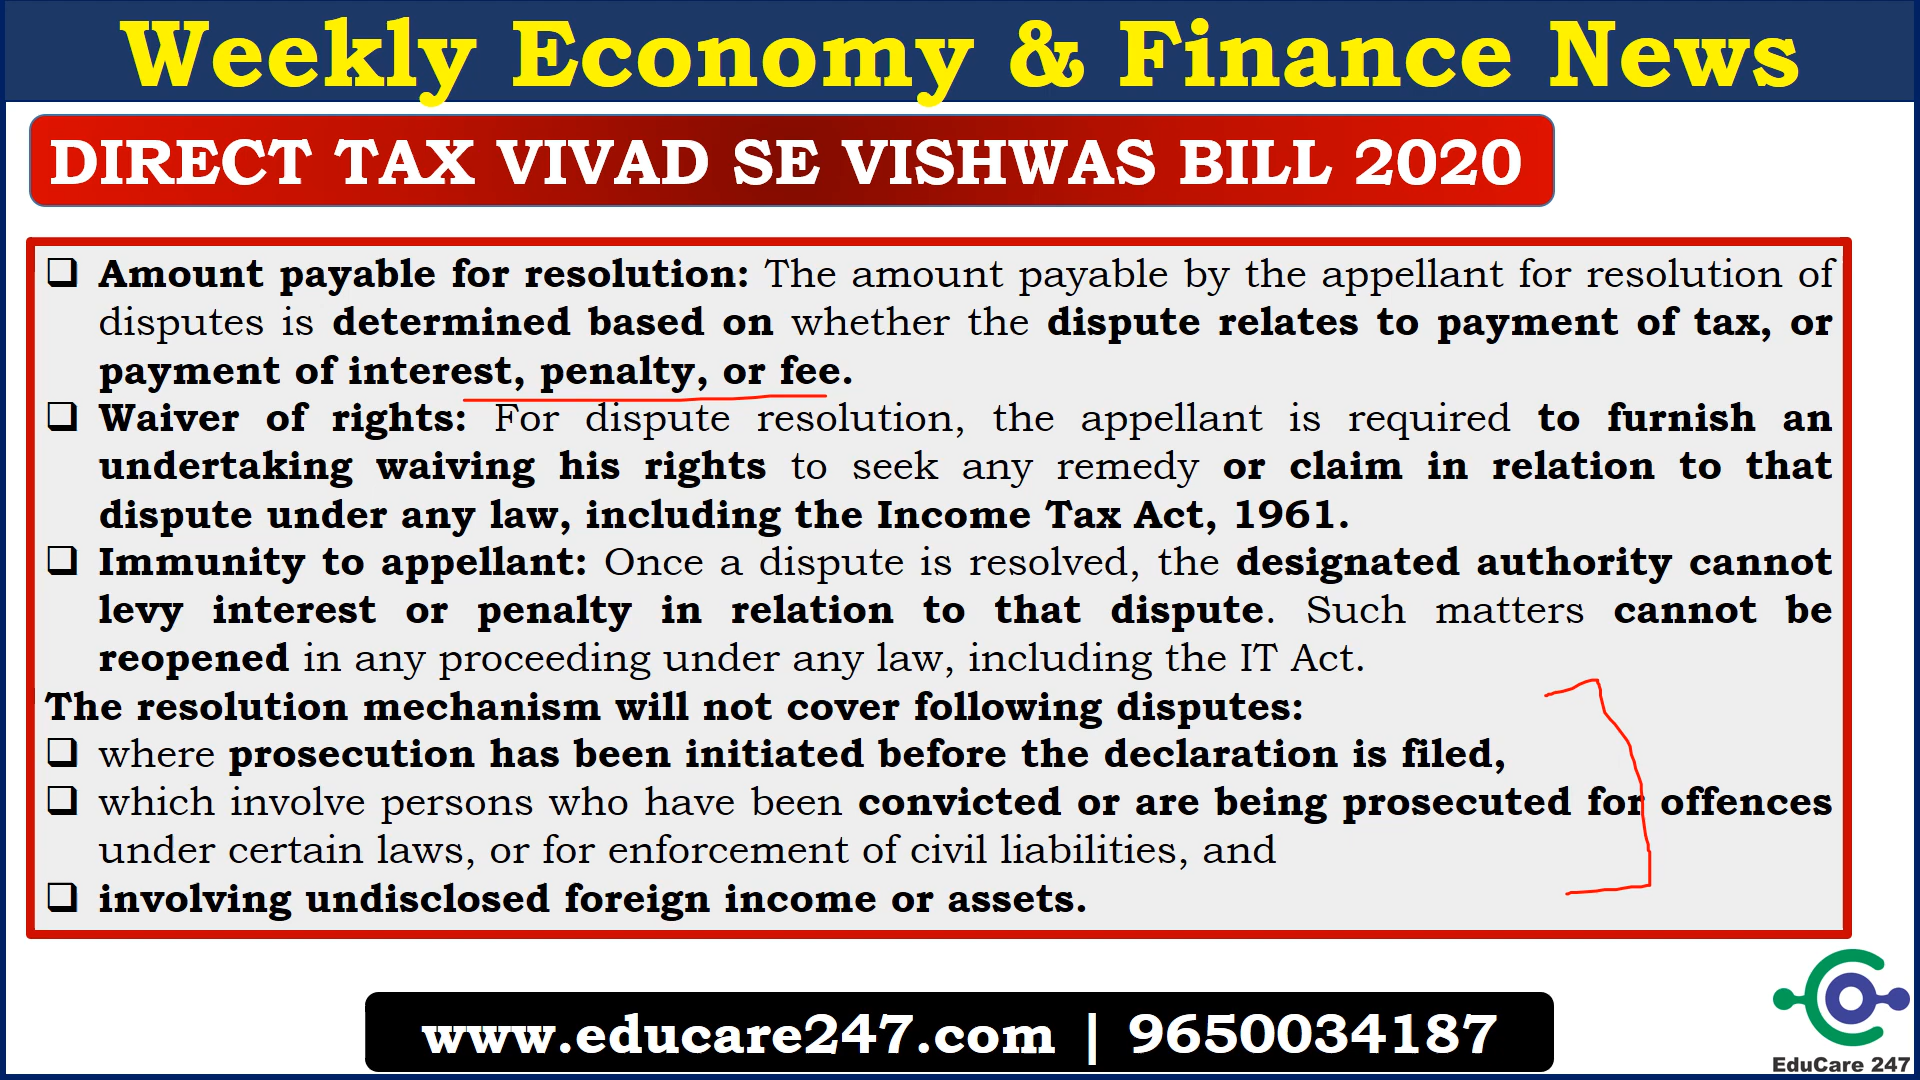 Weekly Economy & Finance News
DIRECT TAX VIVAD SE VISHWAS BILL 2020
❑ Amount payable for resolution: The amount payable by the appellant for resolution of
disputes is determined based on whether the dispute relates to payment of tax, or
payment of interest, penalty, or fee.
❑ Waiver of rights: For dispute resolution, the appellant is required to furnish an
undertaking waiving his rights to seek any remedy or claim in relation to that
dispute under any law, including the Income Tax Act, 1961.
❑ Immunity to appellant: Once a dispute is resolved, the designated authority cannot
levy interest or penalty in relation to that dispute. Such matters cannot be
reopened in any proceeding under any law, including the IT Act.
The resolution mechanism will not cover following disputes:
❑ where prosecution has been initiated before the declaration is filed,
❑ which involve persons who have been convicted or are being prosecuted for offences
under certain laws, or for enforcement of civil liabilities, and
❑ involving undisclosed foreign income or assets.
www.educare247.com | 9650034187
EduCare 247